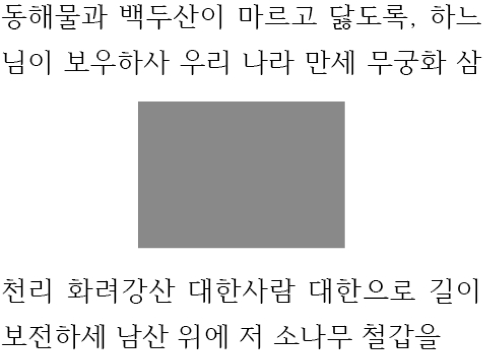 동해물과 백두산이 마르고 닳도록, 하느
님이 보우하사 우리 나라 만세 무궁화 삼
천리 화려강산 대한사람 대한으로 길이
보전하세 남산 위에 저 소나무 철갑을